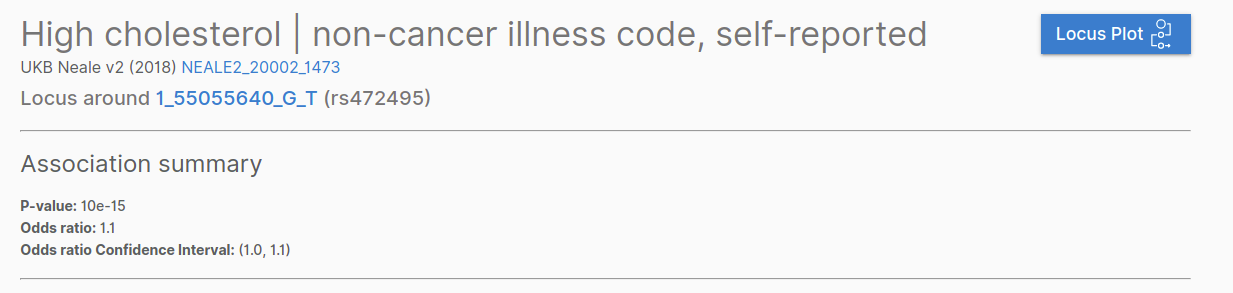 High cholesterol | non-cancer illness code, self-reported
Locus Plot
UKB Neale v2 (2018) NEALE2_20002_1473
Locus around 1_55055640_G_T (rs472495)
Association summary
P-value: 10e-15
Odds ratio: 1.1
Odds ratio Confidence Interval: (1.0, 1.1)